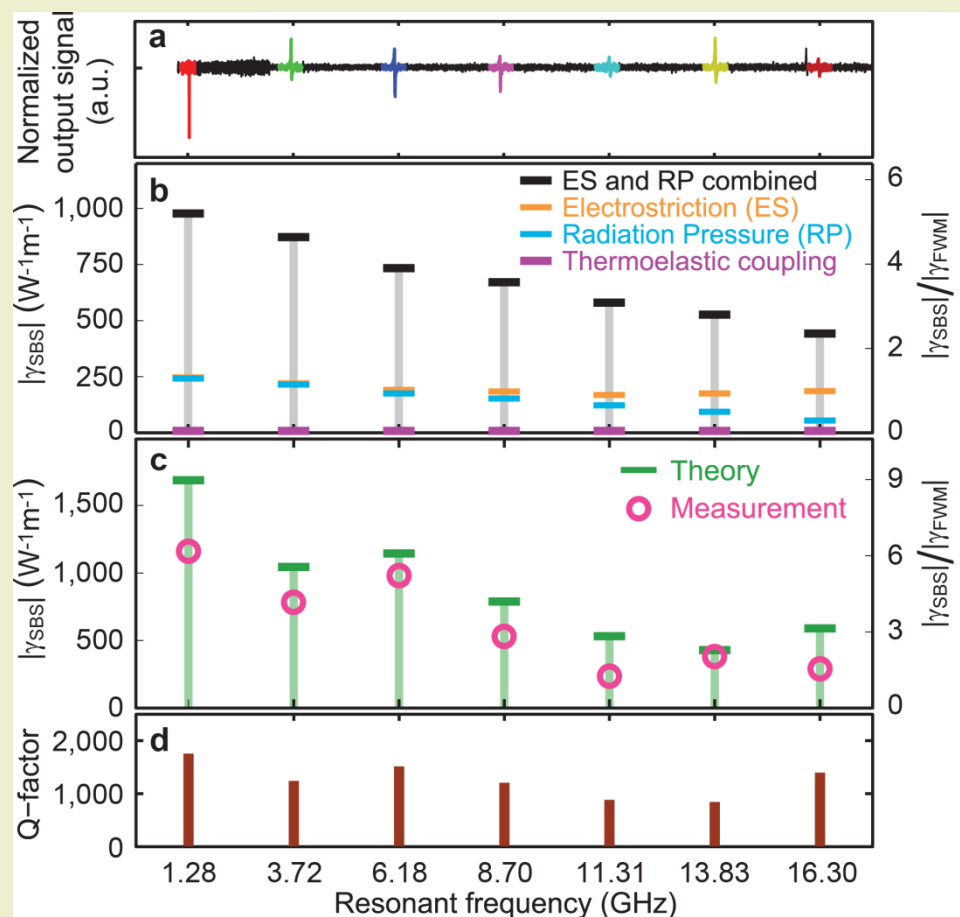 a
Normalized
output signal
(a.u.)
b
|γSBS| (W-1m-1)
1,000
750
500
250
0
ES and RP combined
Electrostriction (ES)
Radiation Pressure (RP)
Thermoelastic coupling
6
4
2
0
|γSBS|/|γFWM|
c
|γSBS| (W-1m-1)
1,500
1,000
500
0
Theory
Measurement
9
6
3
0
|γSBS|/|γFWM|
d
Q−factor
2,000
1,000
0
1.28 3.72 6.18 8.70 11.31 13.83 16.30
Resonant frequency (GHz)